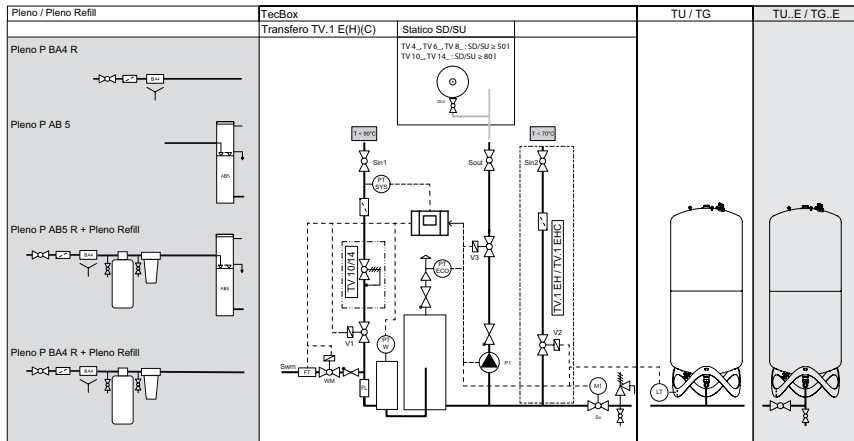 Pleno / Pleno Refill
TecBox
TU / TG
TU..E / TG..E
Transfero TV.1 E(H)(C)
Statico SD/SU
TV 4_, TV 6_, TV 8_ : SD/SU ≥ 50 l
TV 10_, TV 14_ : SD/SU ≥ 80 l
DLV
Pleno P BA4 R
BA4
Pleno P AB 5
AB5
Pleno P AB5 R + Pleno Refill
BA4
AB5
Pleno P BA4 R + Pleno Refill
BA4
T < 90°C
T < 70°C
Sin1
Sout
Sin2
PT
SYS
PT
ECO
V3
TV 10/14
TV.1 EH / TV.1 EHC
V1
PT
W
V2
Swm
FT
WM
FL
P1
M1
Sv
LT